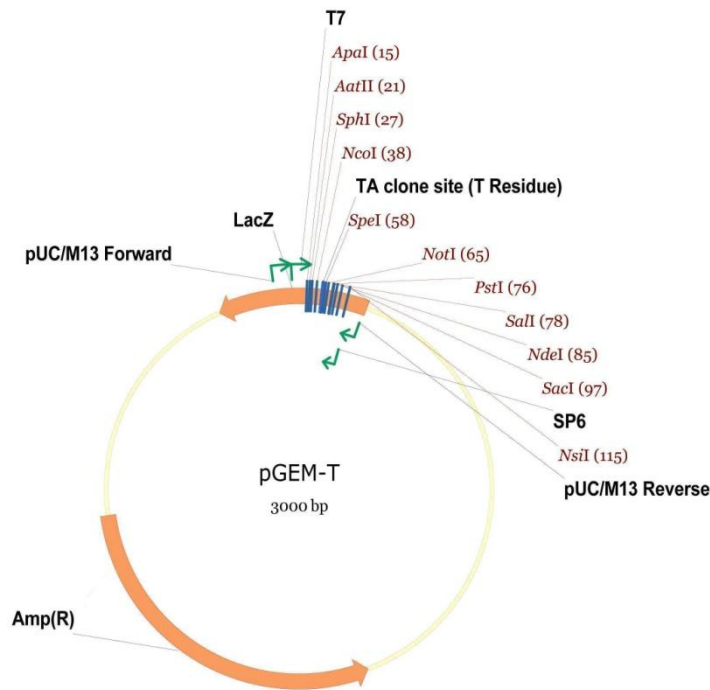 T7
ApaI (15)
AatII (21)
SphI (27)
NcoI (38)
TA clone site (T Residue)
LacZ
SpeI (58)
pUC/M13 Forward
NotI (65)
PstI (76)
SalI (78)
NdeI (85)
SacI (97)
SP6
NsiI (115)
pGEM-T
pUC/M13 Reverse
3000 bp
Amp(R)